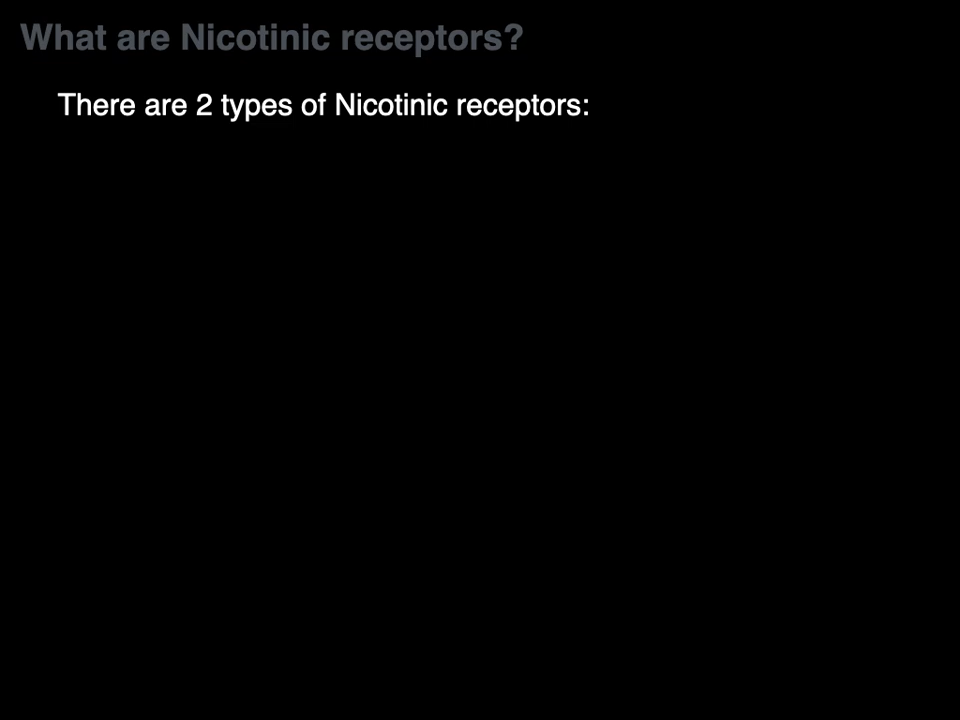 What are Nicotinic receptors?
There are 2 types of Nicotinic receptors: